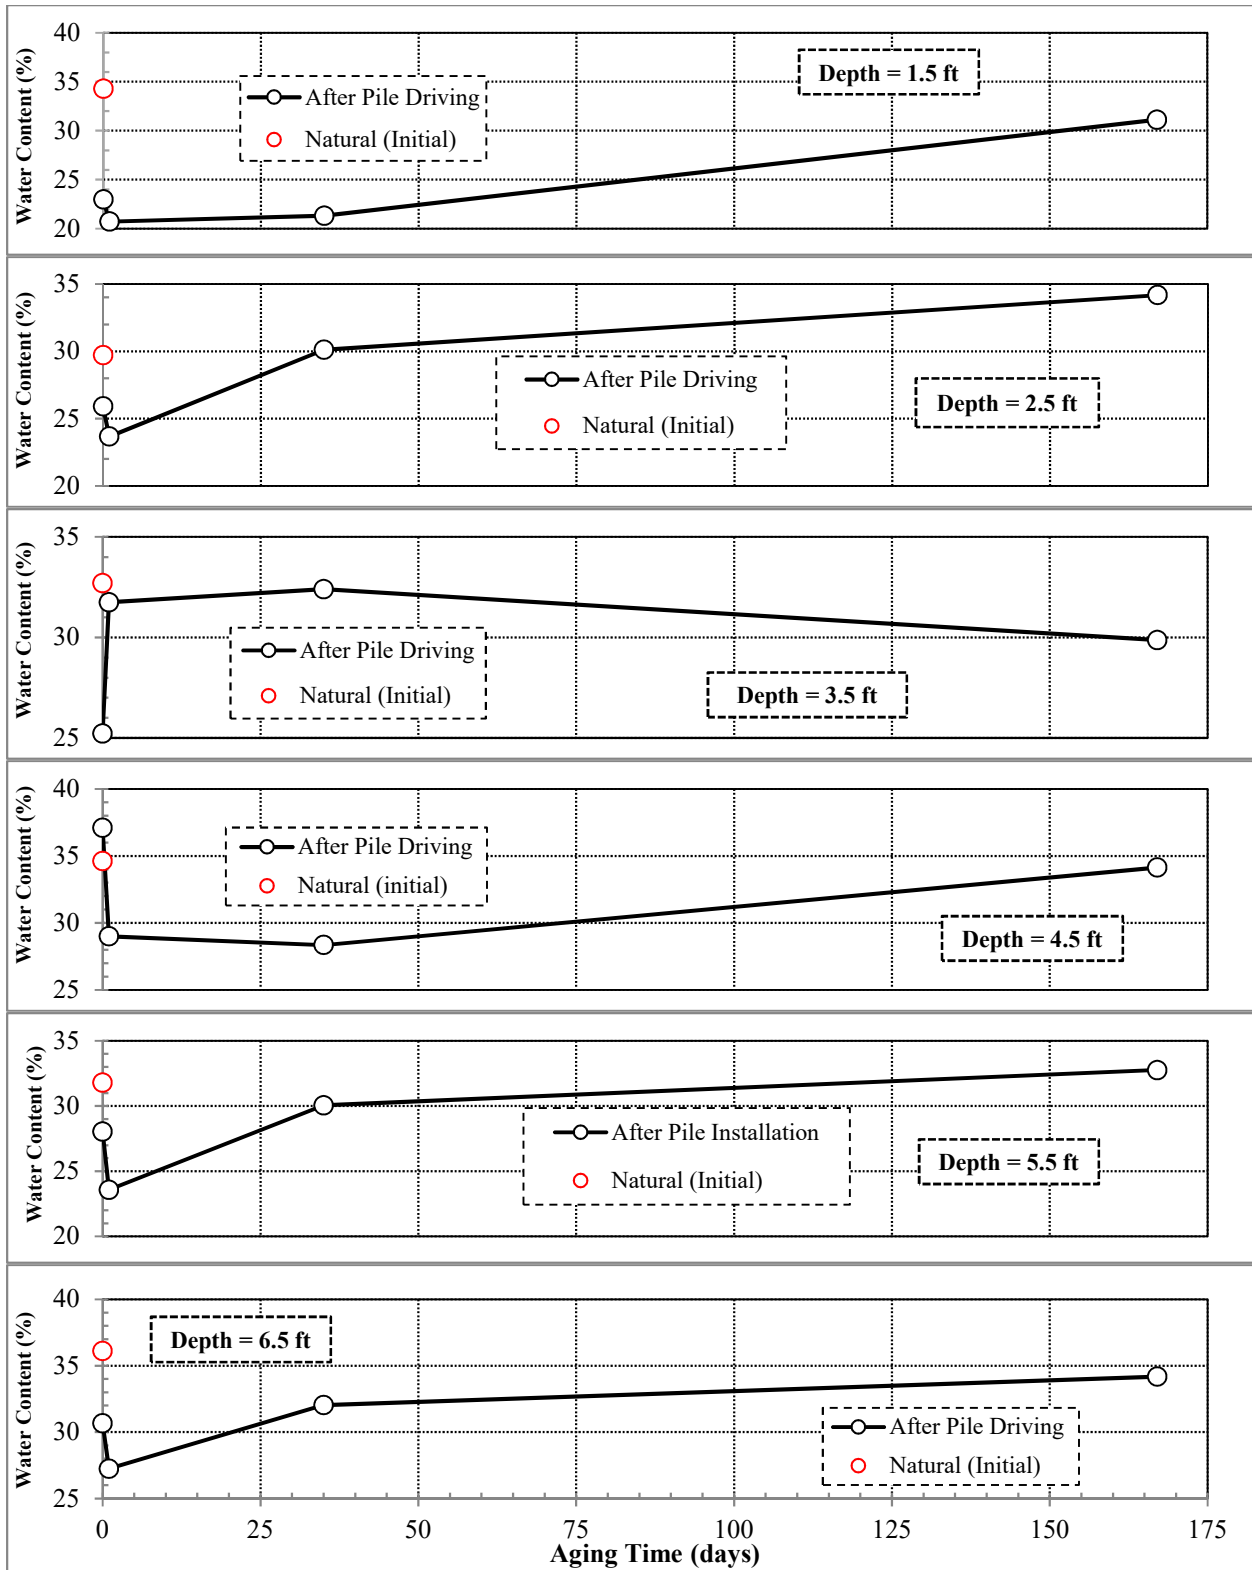 40
35
30
25
20
Water Content (%)
Depth = 1.5 ft
After Pile Driving
Natural (Initial)
35
30
25
20
Water Content (%)
After Pile Driving
Natural (Initial)
Depth = 2.5 ft
35
30
25
Water Content (%)
After Pile Driving
Natural (Initial)
Depth = 3.5 ft
40
35
30
25
Water Content (%)
After Pile Driving
Natural (initial)
Depth = 4.5 ft
35
30
25
20
Water Content (%)
After Pile Installation
Natural (Initial)
Depth = 5.5 ft
40
35
30
25
Water Content (%)
Depth = 6.5 ft
After Pile Driving
Natural (Initial)
0 25 50 75 100 125 150 175
Aging Time (days)